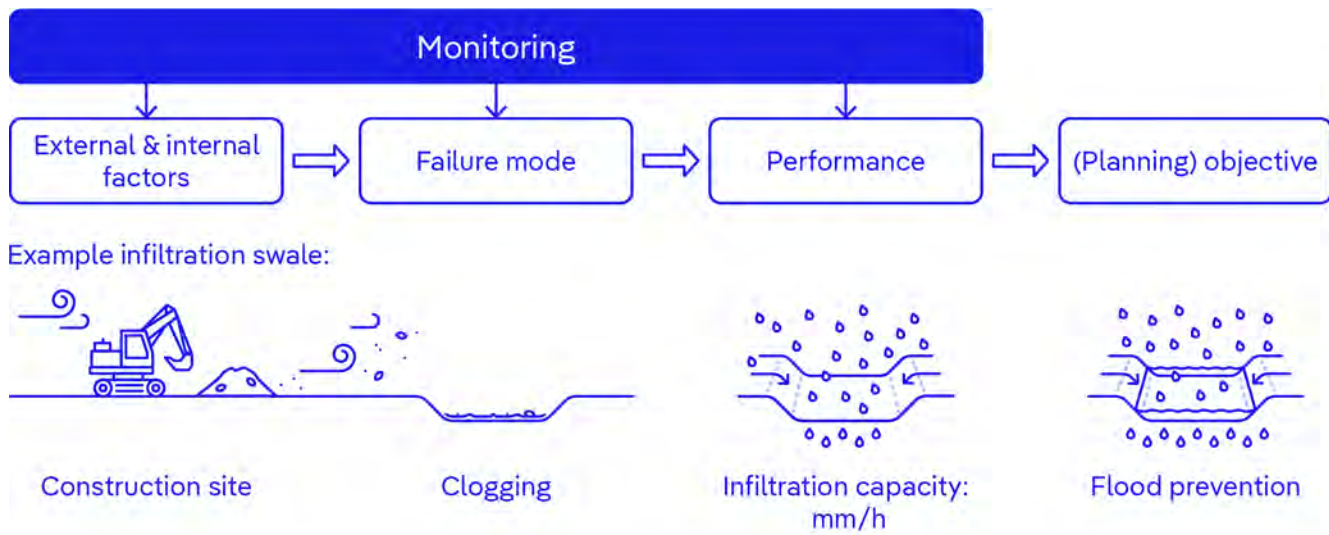 Monitoring
External & internal
factors
Failure mode
Performance
(Planning) objective
Example infiltration swale:
Construction site
Clogging
Infiltration capacity:
mm/h
Flood prevention